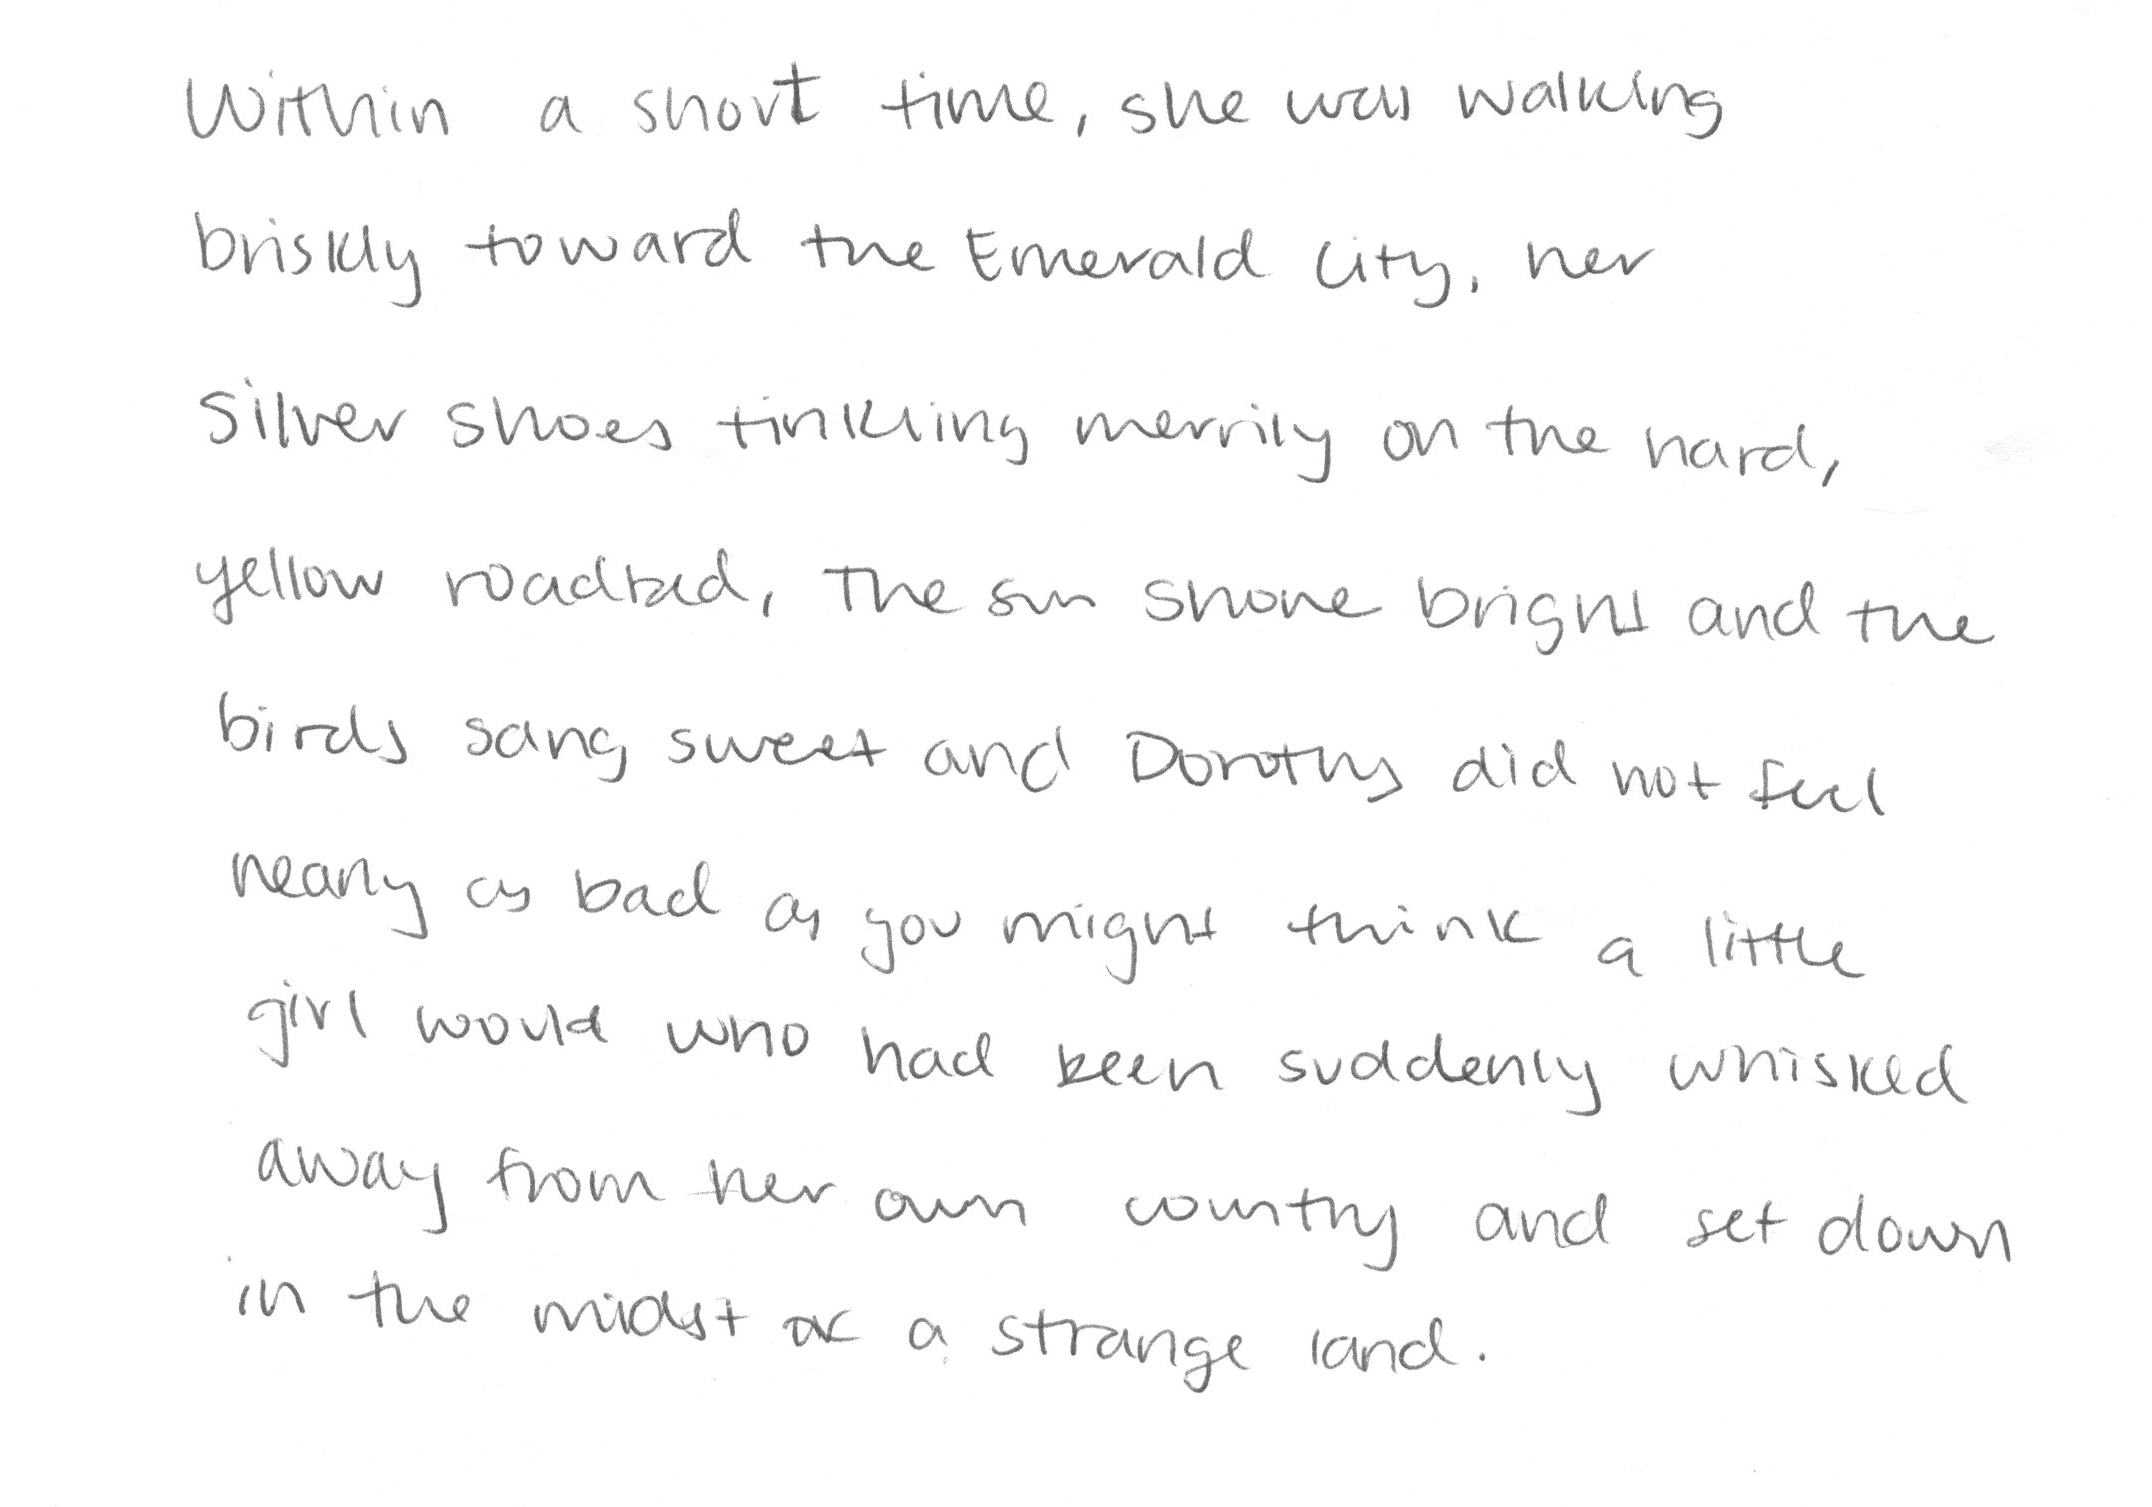 Within a short time, she was walking
briskly toward the Emerald City, her
Silver shoes tinkling merrily on the hard,
yellow roadbed, The sun shone bright and the
birds sang sweet and Dorothy did not feel
nearly as bad as you might think a little
girl would who had been suddenly whisked
away from her own country and set down
in the midst of a strange land.